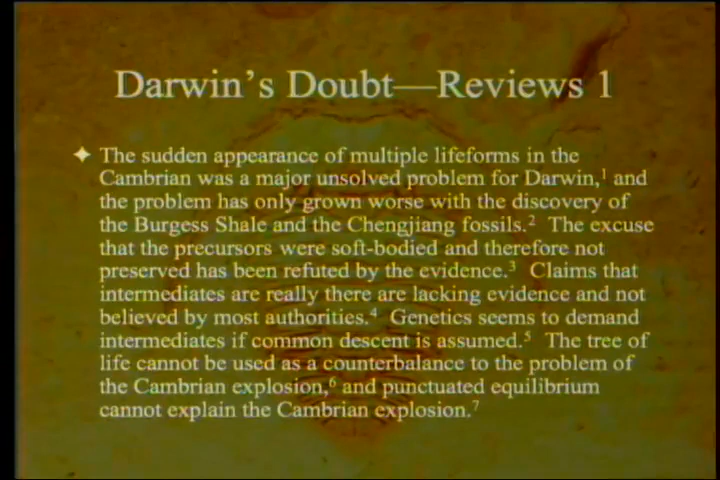 Darwin's Doubt—Reviews 1
The sudden appearance of multiple lifeforms in the
Cambrian was a major unsolved problem for Darwin,¹ and
the problem has only grown worse with the discovery of
the Burgess Shale and the Chengjiang fossils.² The excuse
that the precursors were soft-bodied and therefore not
preserved has been refuted by the evidence.³ Claims that
intermediates are really there are lacking evidence and not
believed by most authorities.⁴ Genetics seems to demand
intermediates if common descent is assumed.⁵ The tree of
life cannot be used as a counterbalance to the problem of
the Cambrian explosion,⁶ and punctuated equilibrium
cannot explain the Cambrian explosion.⁷